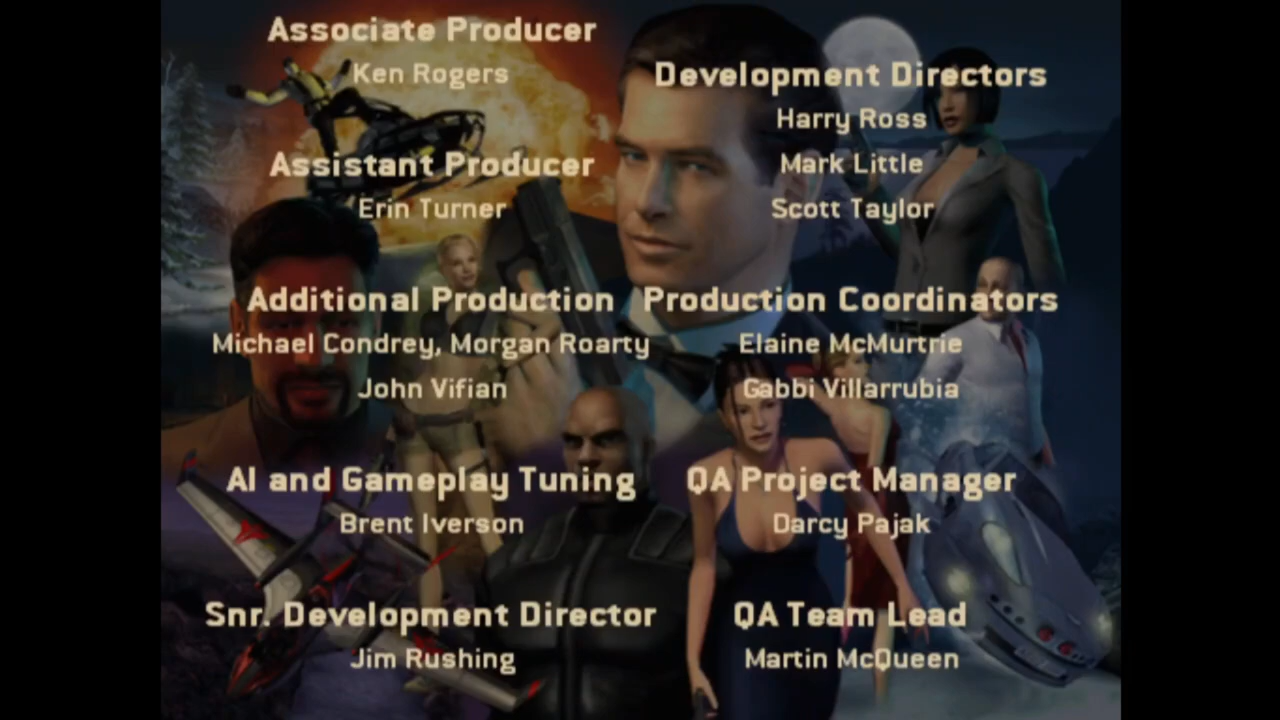 Associate Producer
Ken Rogers
Assistant Producer
Erin Turner
Additional Production
Michael Condrey, Morgan Roarty
John Vifian
AI and Gameplay Tuning
Brent Iverson
Snr. Development Director
Jim Rushing
Development Directors
Harry Ross
Mark Little
Scott Taylor
Production Coordinators
Elaine McMurtrie
Gabbi Villarrubia
QA Project Manager
Darcy Pajak
QA Team Lead
Martin McQueen